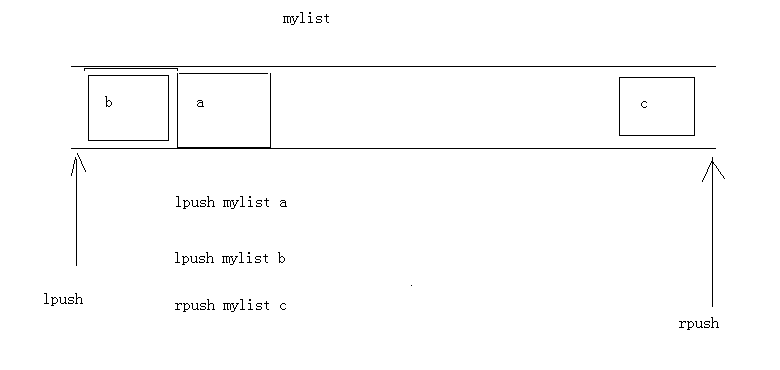 mylist
b
a
c
lpush mylist a
lpush mylist b
lpush
rpush mylist c
rpush